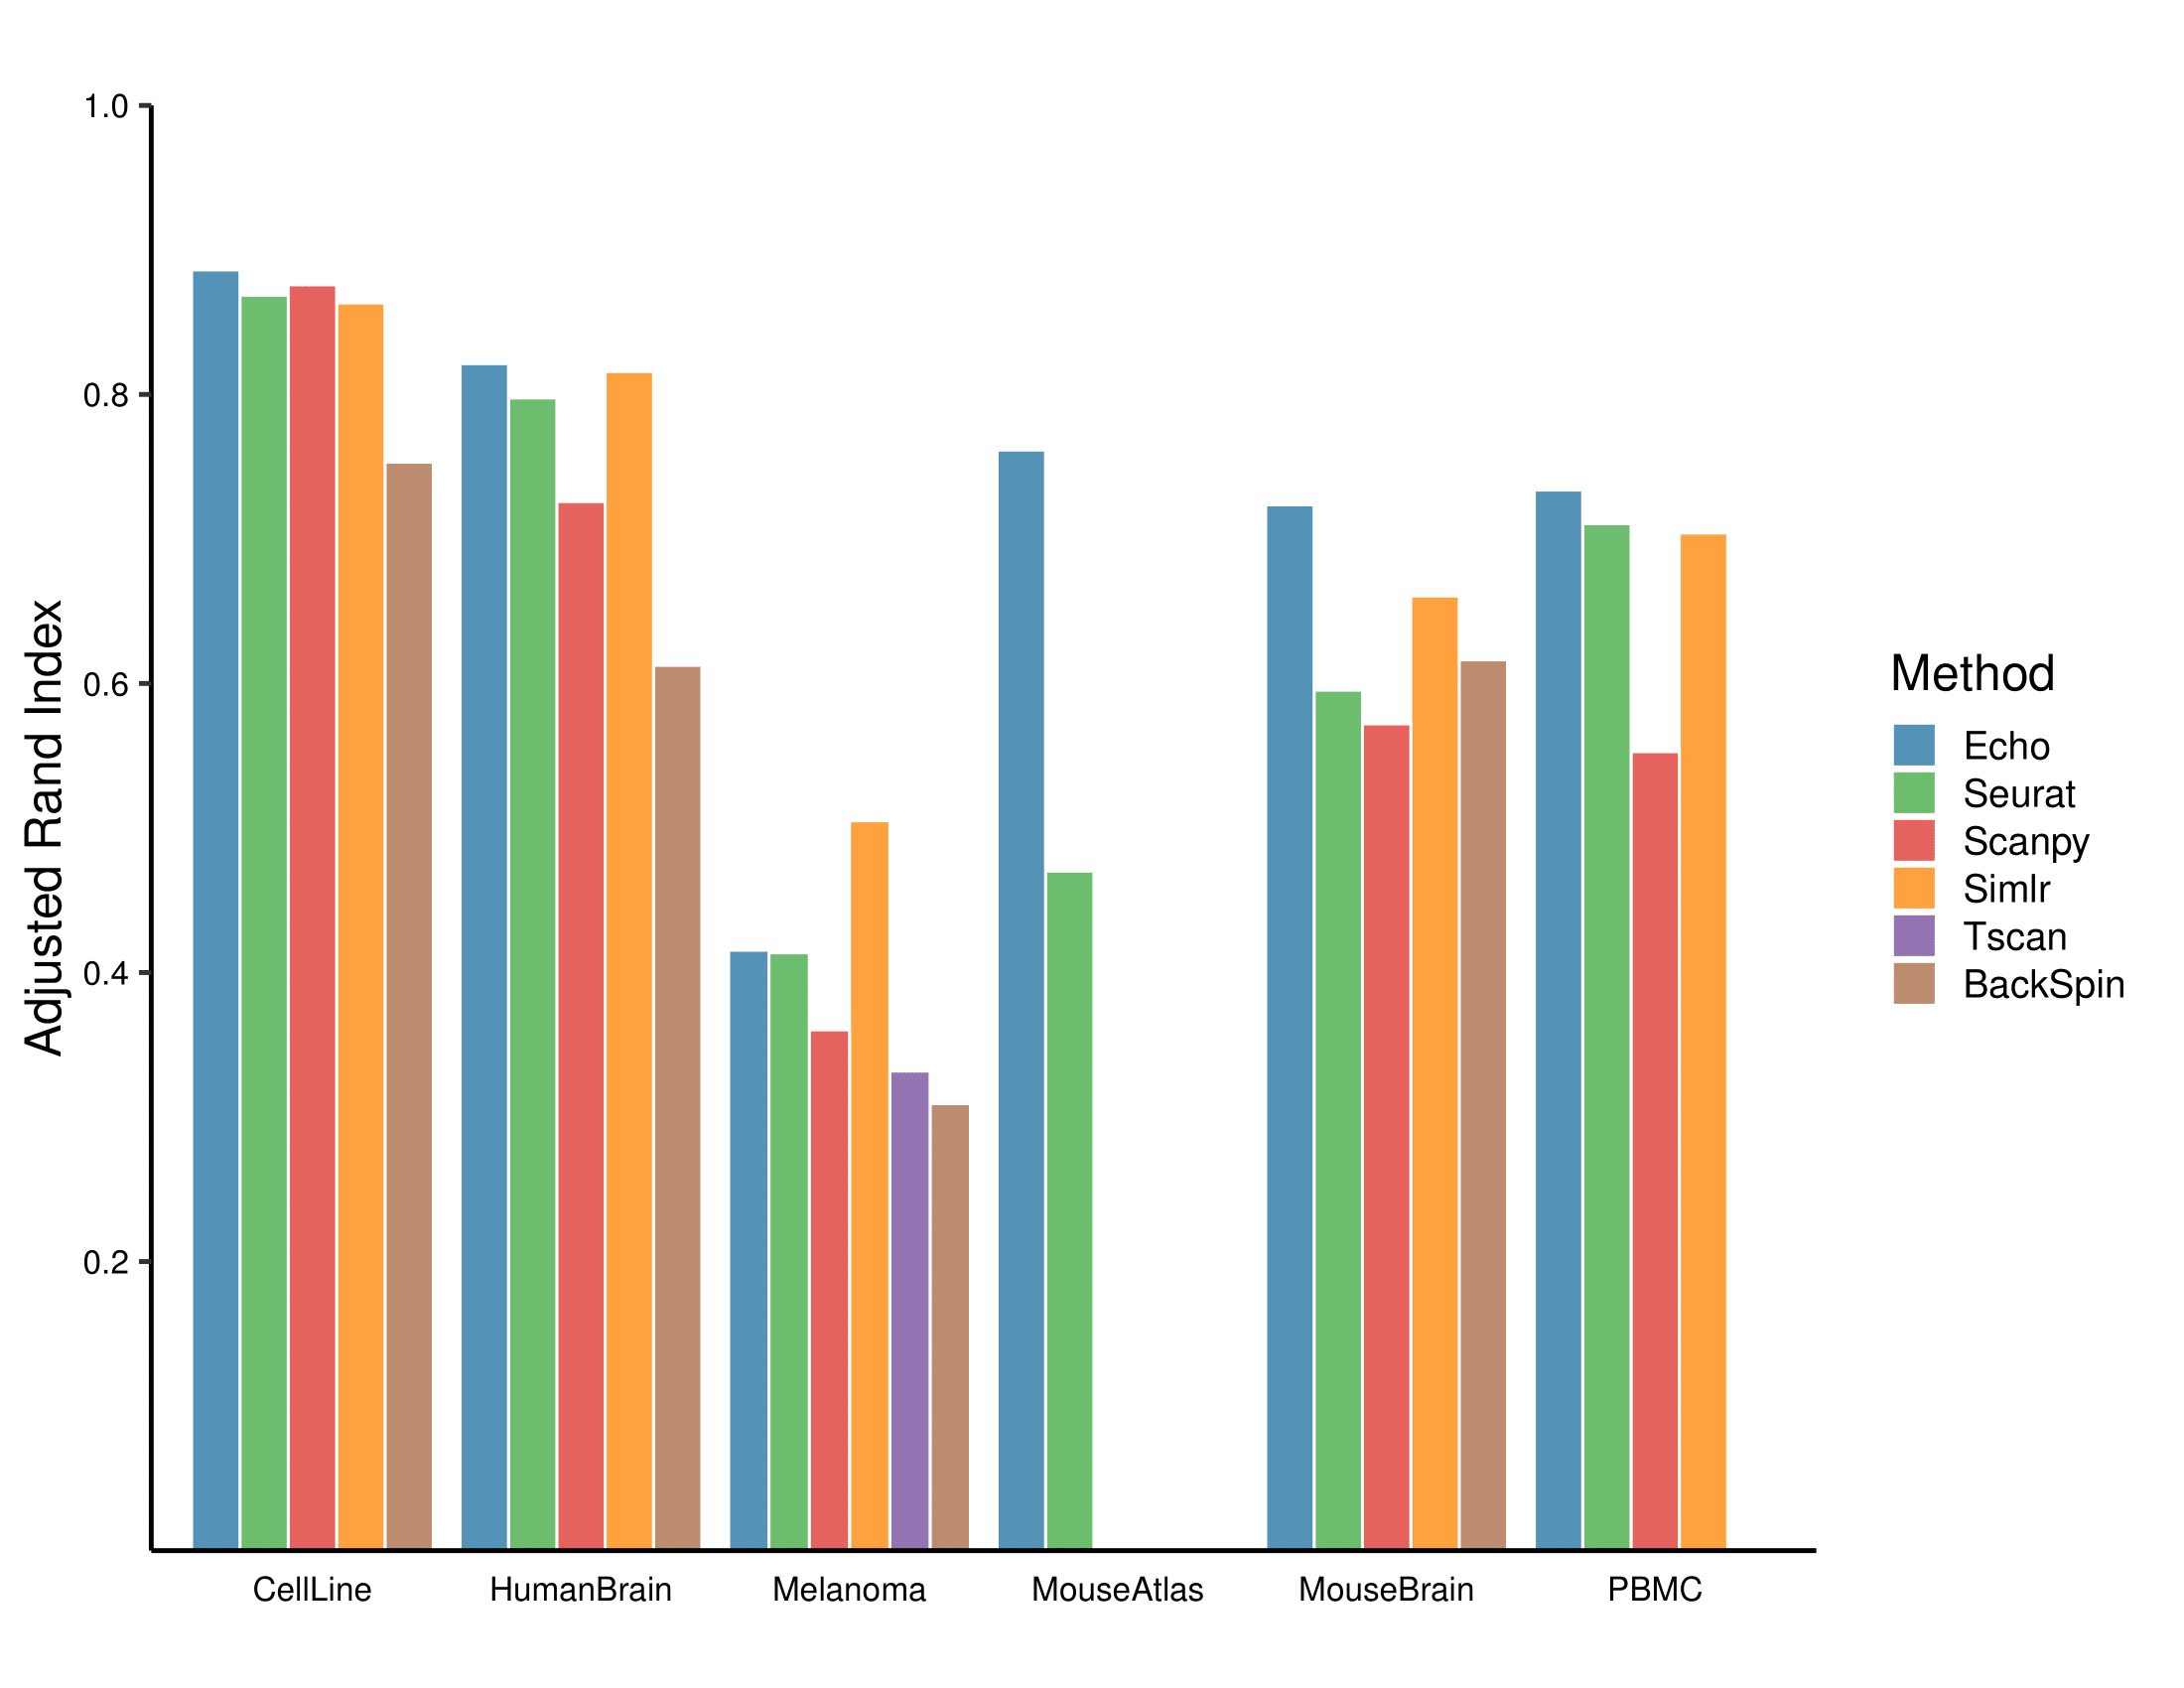 1.0
0.8
0.6
0.4
0.2
Adjusted Rand Index
CellLine
HumanBrain
Melanoma
MouseAtlas
MouseBrain
PBMC
Method
Echo
Seurat
Scanpy
Simlr
Tscan
BackSpin